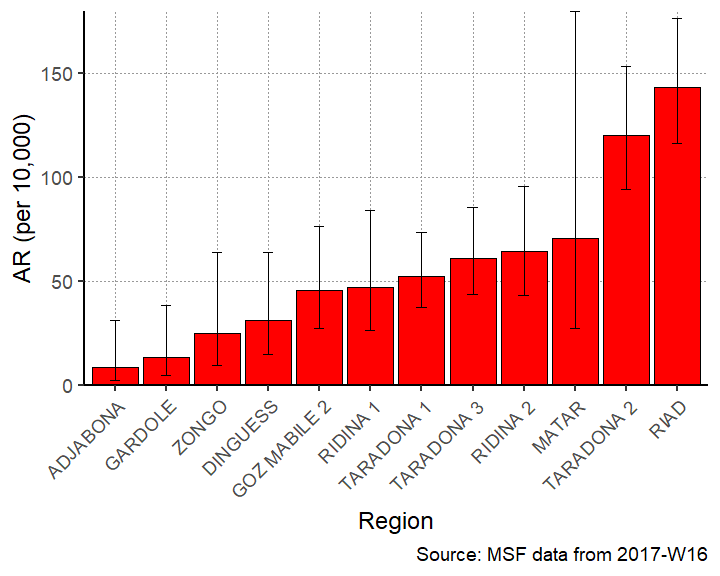 AR (per 10,000)
150
100
50
0
ADJABONA
GARDOLE
ZONGO
DINGUESS
GOZ MABILE 2
RIDINA 1
TARADONA 1
TARADONA 3
RIDINA 2
MATAR
TARADONA 2
RIAD
Region
Source: MSF data from 2017-W16